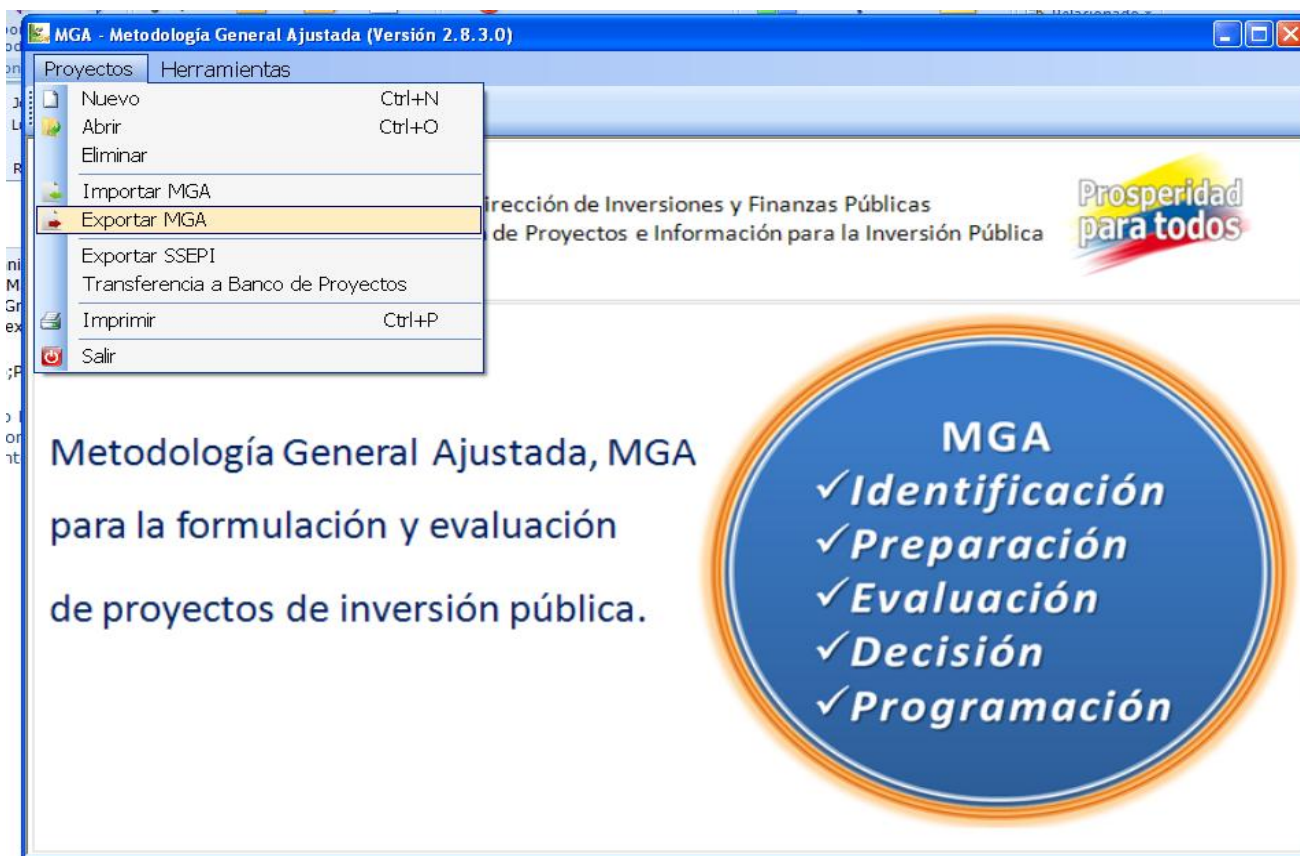 Relacionado
MGA - Metodología General Ajustada (Versión 2.8.3.0)
Proyectos Herramientas
Nuevo Ctrl+N
Abrir Ctrl+O
Eliminar
Importar MGA
Exportar MGA
Exportar SSEPI
Transferencia a Banco de Proyectos
Imprimir Ctrl+P
Salir
irección de Inversiones y Finanzas Públicas
de Proyectos e Información para la Inversión Pública
Prosperidad
para todos
Metodología General Ajustada, MGA
para la formulación y evaluación
de proyectos de inversión pública.
MGA
✓Identificación
✓Preparación
✓Evaluación
✓Decisión
✓Programación